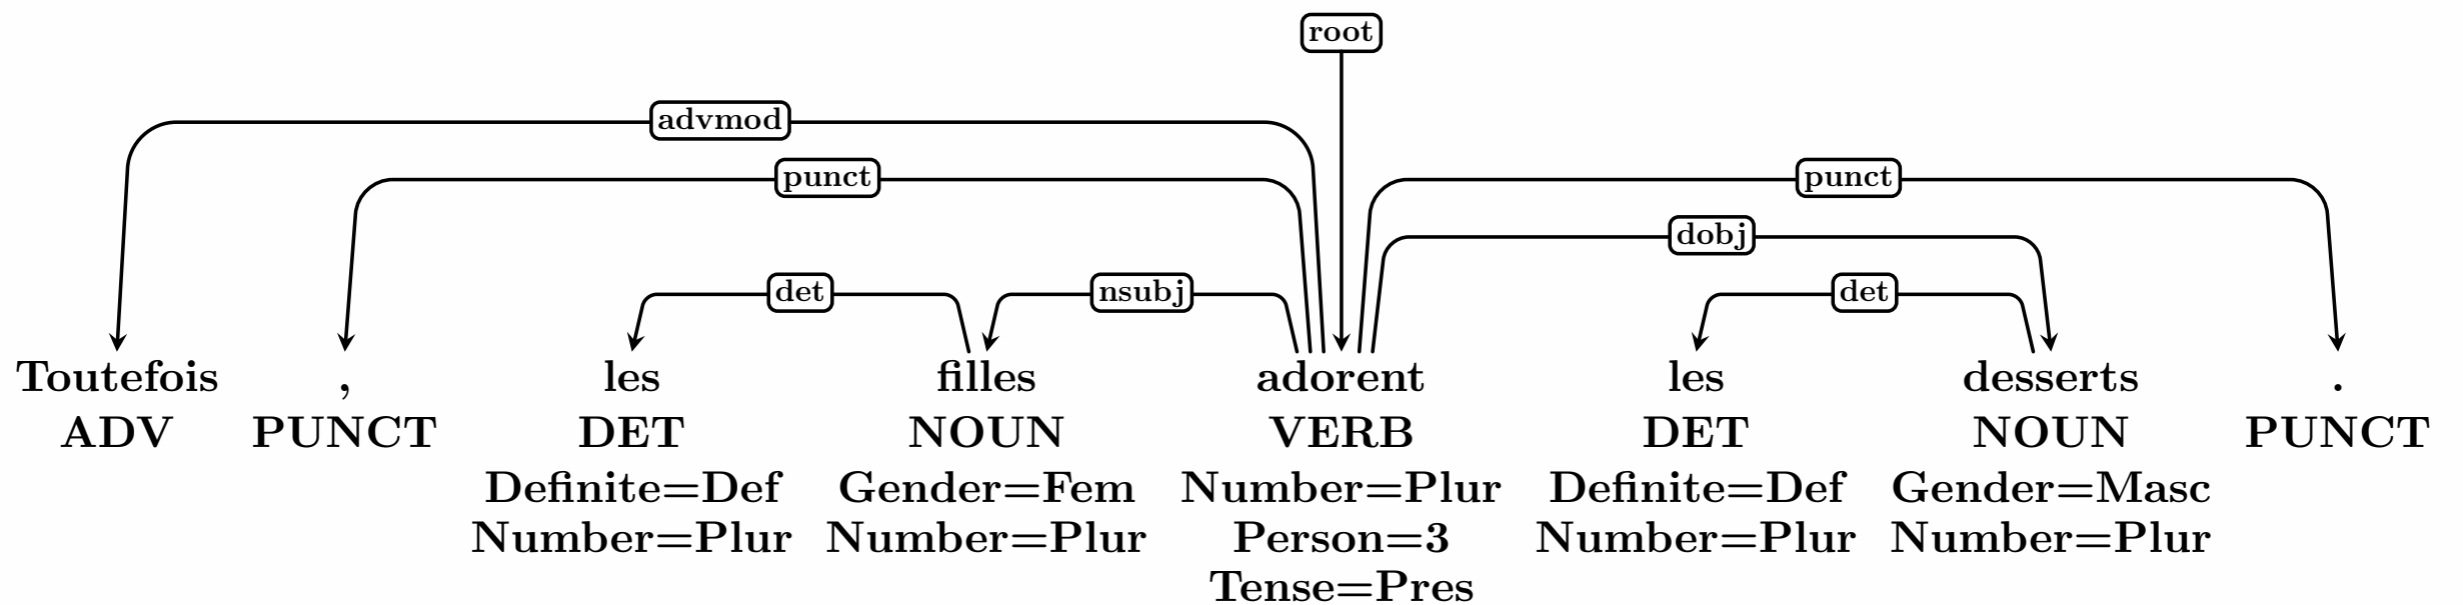 root
advmod
punct punct
dobj
det nsubj det
Toutefois , les filles adorent les desserts .
ADV PUNCT DET NOUN VERB DET NOUN PUNCT
Definite=Def Gender=Fem Number=Plur Definite=Def Gender=Masc
Number=Plur Number=Plur Person=3 Number=Plur Number=Plur
Tense=Pres